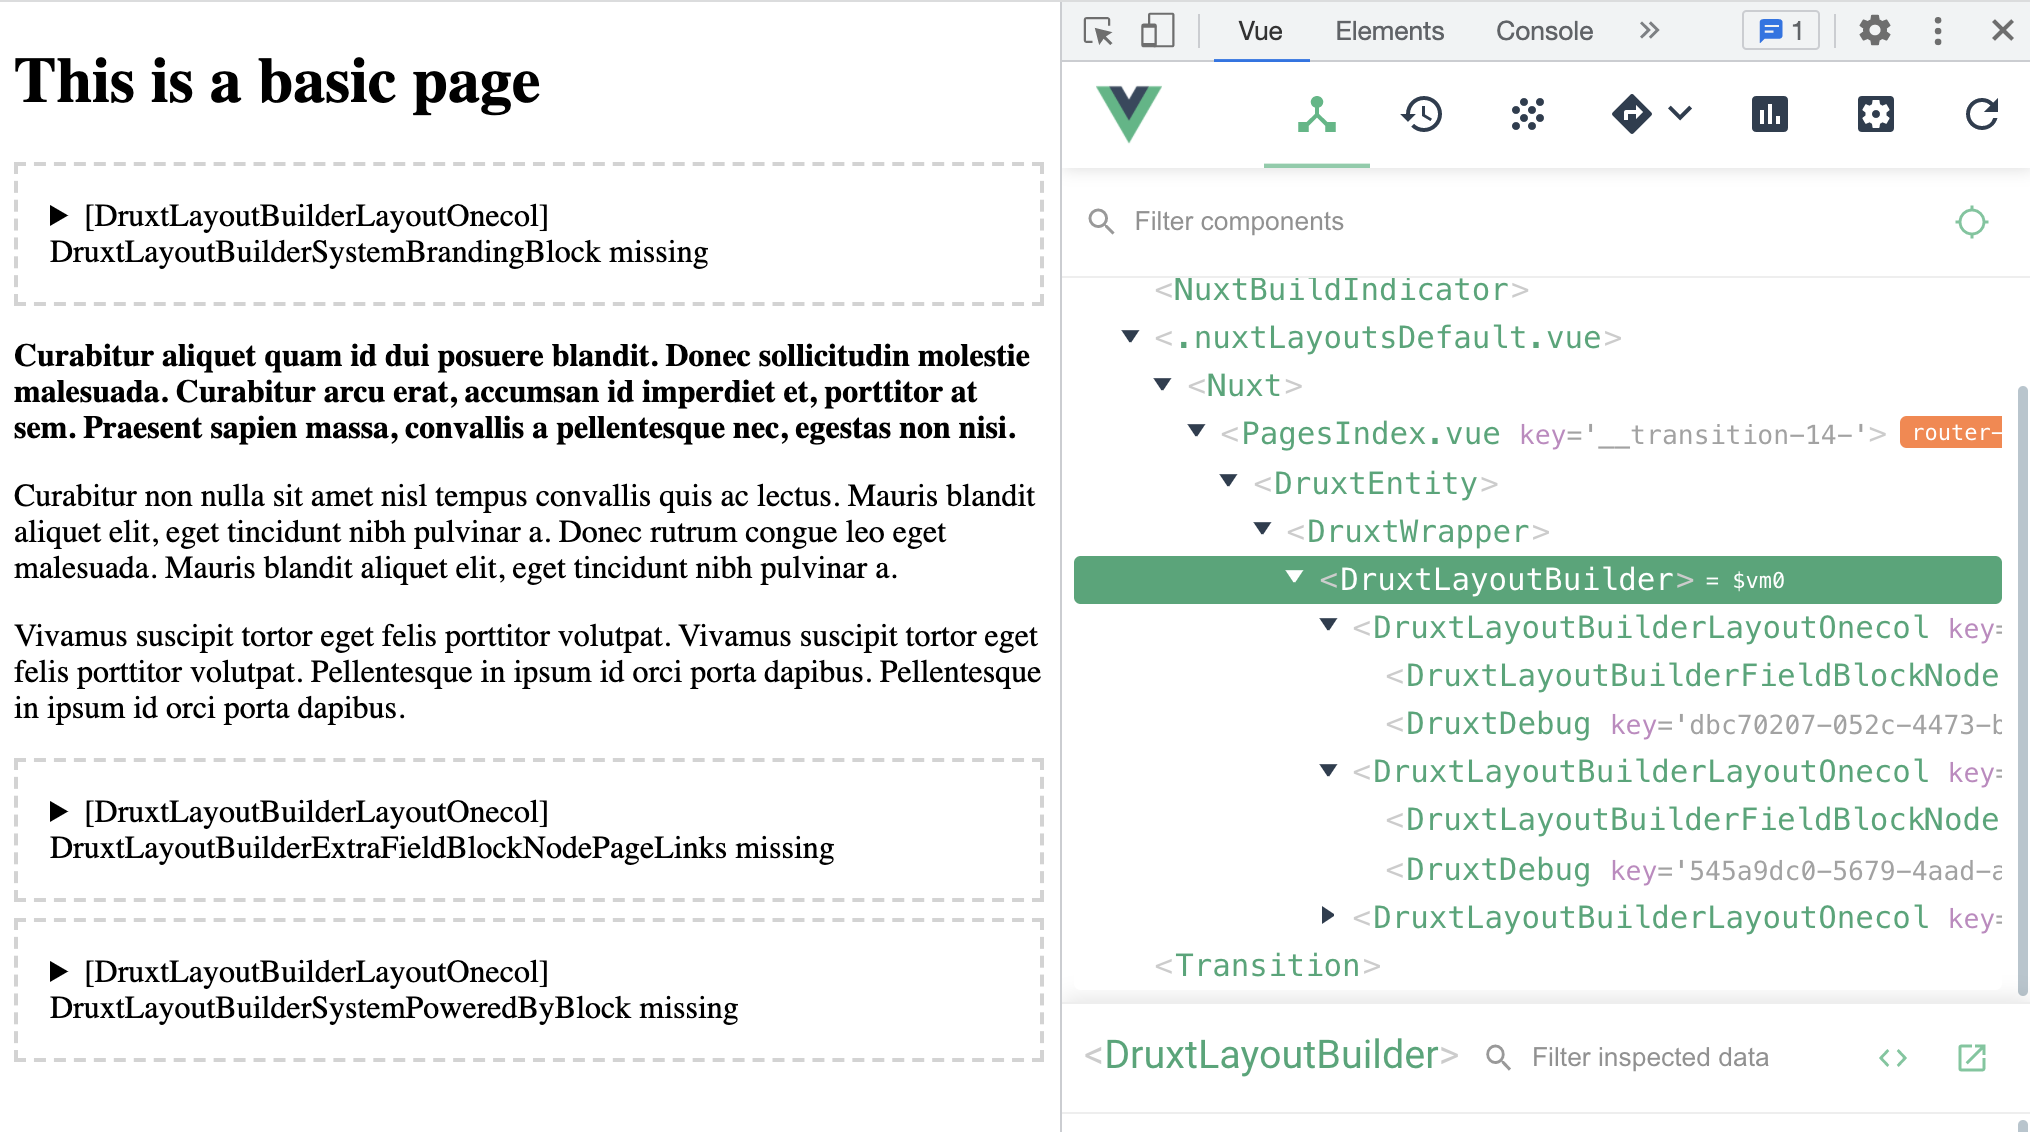 This is a basic page
[DruxtLayoutBuilderLayoutOnecol]
DruxtLayoutBuilderSystemBrandingBlock missing
Curabitur aliquet quam id dui posuere blandit. Donec sollicitudin molestie
malesuada. Curabitur arcu erat, accumsan id imperdiet et, porttitor at
sem. Praesent sapien massa, convallis a pellentesque nec, egestas non nisi.
Curabitur non nulla sit amet nisl tempus convallis quis ac lectus. Mauris blandit
aliquet elit, eget tincidunt nibh pulvinar a. Donec rutrum congue leo eget
malesuada. Mauris blandit aliquet elit, eget tincidunt nibh pulvinar a.
Vivamus suscipit tortor eget felis porttitor volutpat. Vivamus suscipit tortor eget
felis porttitor volutpat. Pellentesque in ipsum id orci porta dapibus. Pellentesque
in ipsum id orci porta dapibus.
[DruxtLayoutBuilderLayoutOnecol]
DruxtLayoutBuilderExtraFieldBlockNodePageLinks missing
[DruxtLayoutBuilderLayoutOnecol]
DruxtLayoutBuilderSystemPoweredByBlock missing
Vue Elements Console 1
Filter components
<NuxtBuildIndicator>
<.nuxtLayoutsDefault.vue>
<Nuxt>
<PagesIndex.vue key='__transition-14-'> router-
<DruxtEntity>
<DruxtWrapper>
<DruxtLayoutBuilder> = $vm0
<DruxtLayoutBuilderLayoutOnecol key=
<DruxtLayoutBuilderFieldBlockNode
<DruxtDebug key='dbc70207-052c-4473-b
<DruxtLayoutBuilderLayoutOnecol key=
<DruxtLayoutBuilderFieldBlockNode
<DruxtDebug key='545a9dc0-5679-4aad-a
<DruxtLayoutBuilderLayoutOnecol key=
<Transition>
<DruxtLayoutBuilder> Filter inspected data